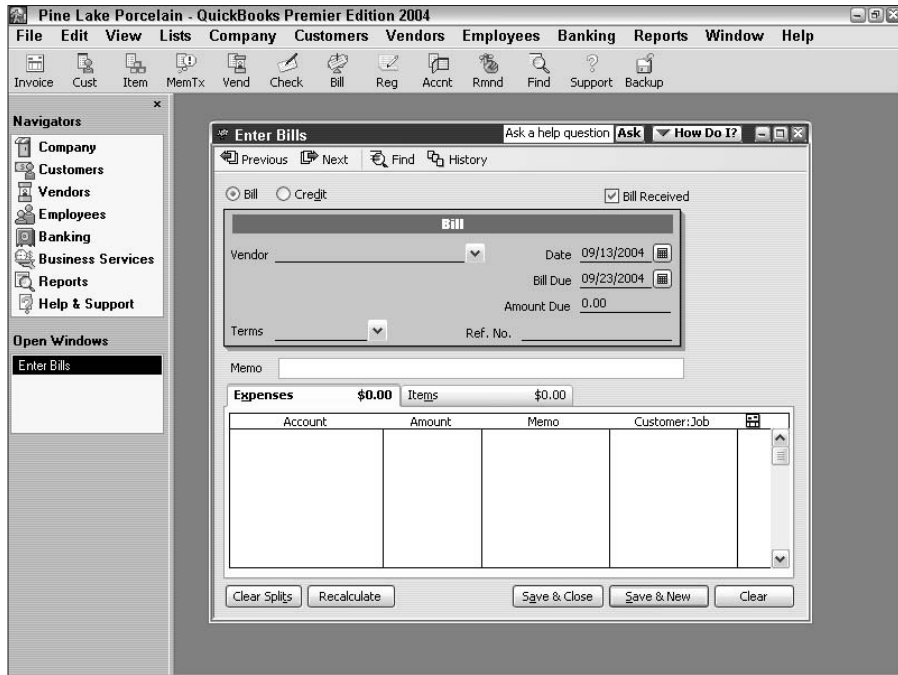 Pine Lake Porcelain - QuickBooks Premier Edition 2004
File Edit View Lists Company Customers Vendors Employees Banking Reports Window Help
Invoice Cust Item MemTx Vend Check Bill Reg Accnt Rmnd Find Support Backup
Navigators
Company
Customers
Vendors
Employees
Banking
Business Services
Reports
Help & Support
Open Windows
Enter Bills
Enter Bills Ask a help question Ask How Do I?
Previous Next Find History
Bill Credit Bill Received
Bill
Vendor Date 09/13/2004
Bill Due 09/23/2004
Amount Due 0.00
Terms Ref. No.
Memo
Expenses $0.00 Items $0.00
Account Amount Memo Customer:Job
Clear Splits Recalculate Save & Close Save & New Clear